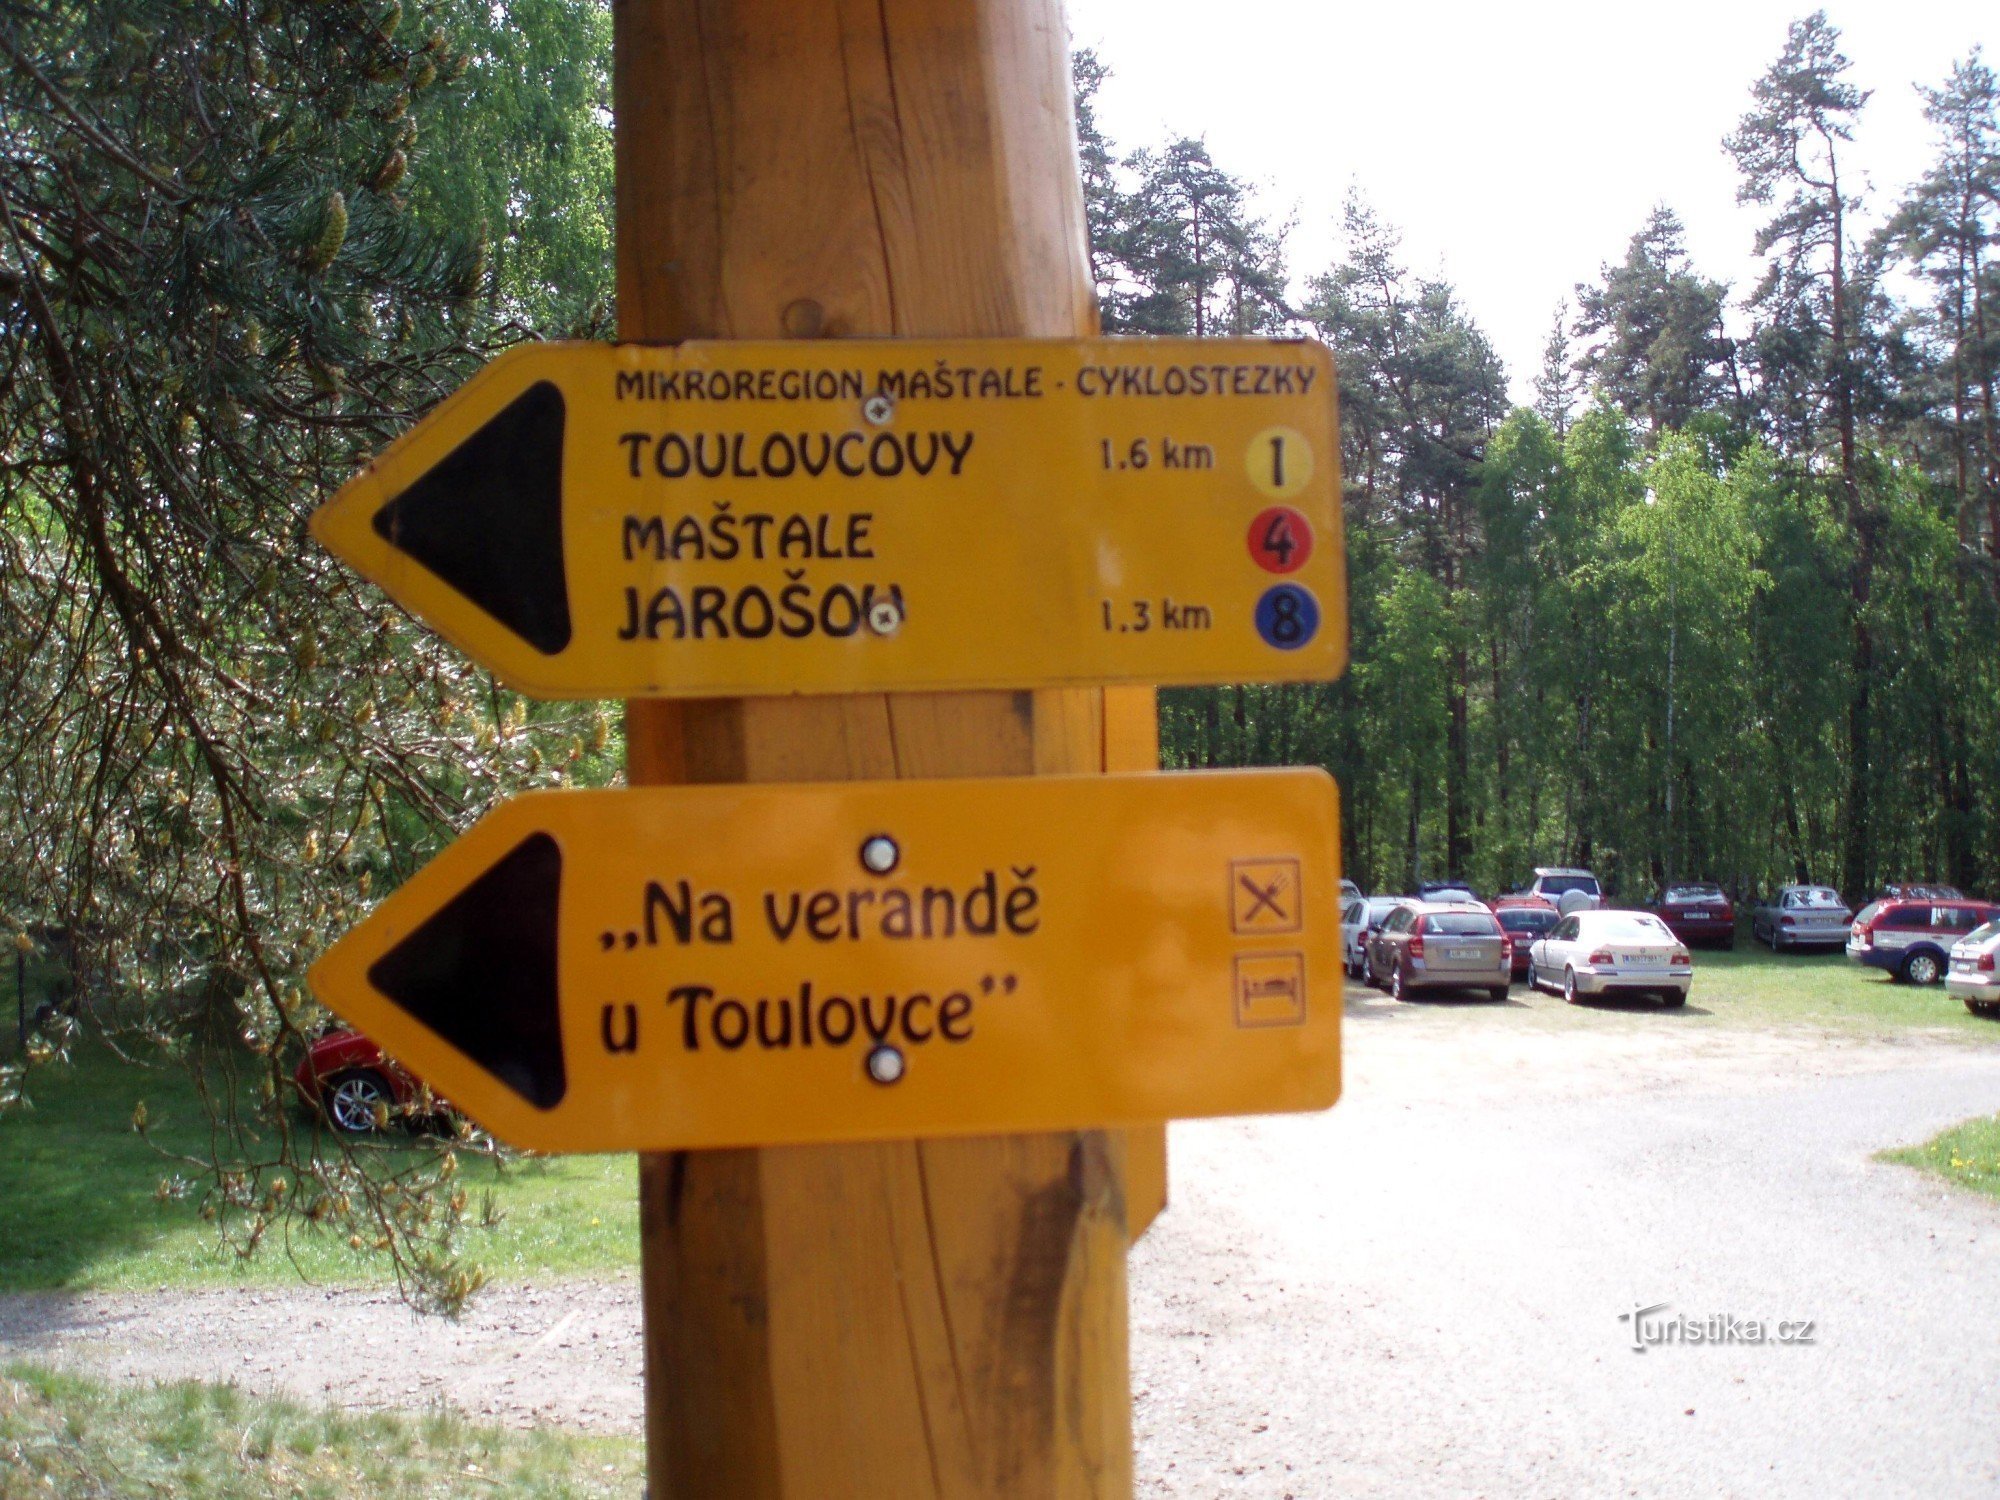 MIKROREGION MAŠTALE - CYKLOSTEZKY
TOULOVCOVY 1.6 km 1
MAŠTALE 4
JAROŠOV 1.3 km 8
„Na verandě
u Toulovce”
Turistika.cz